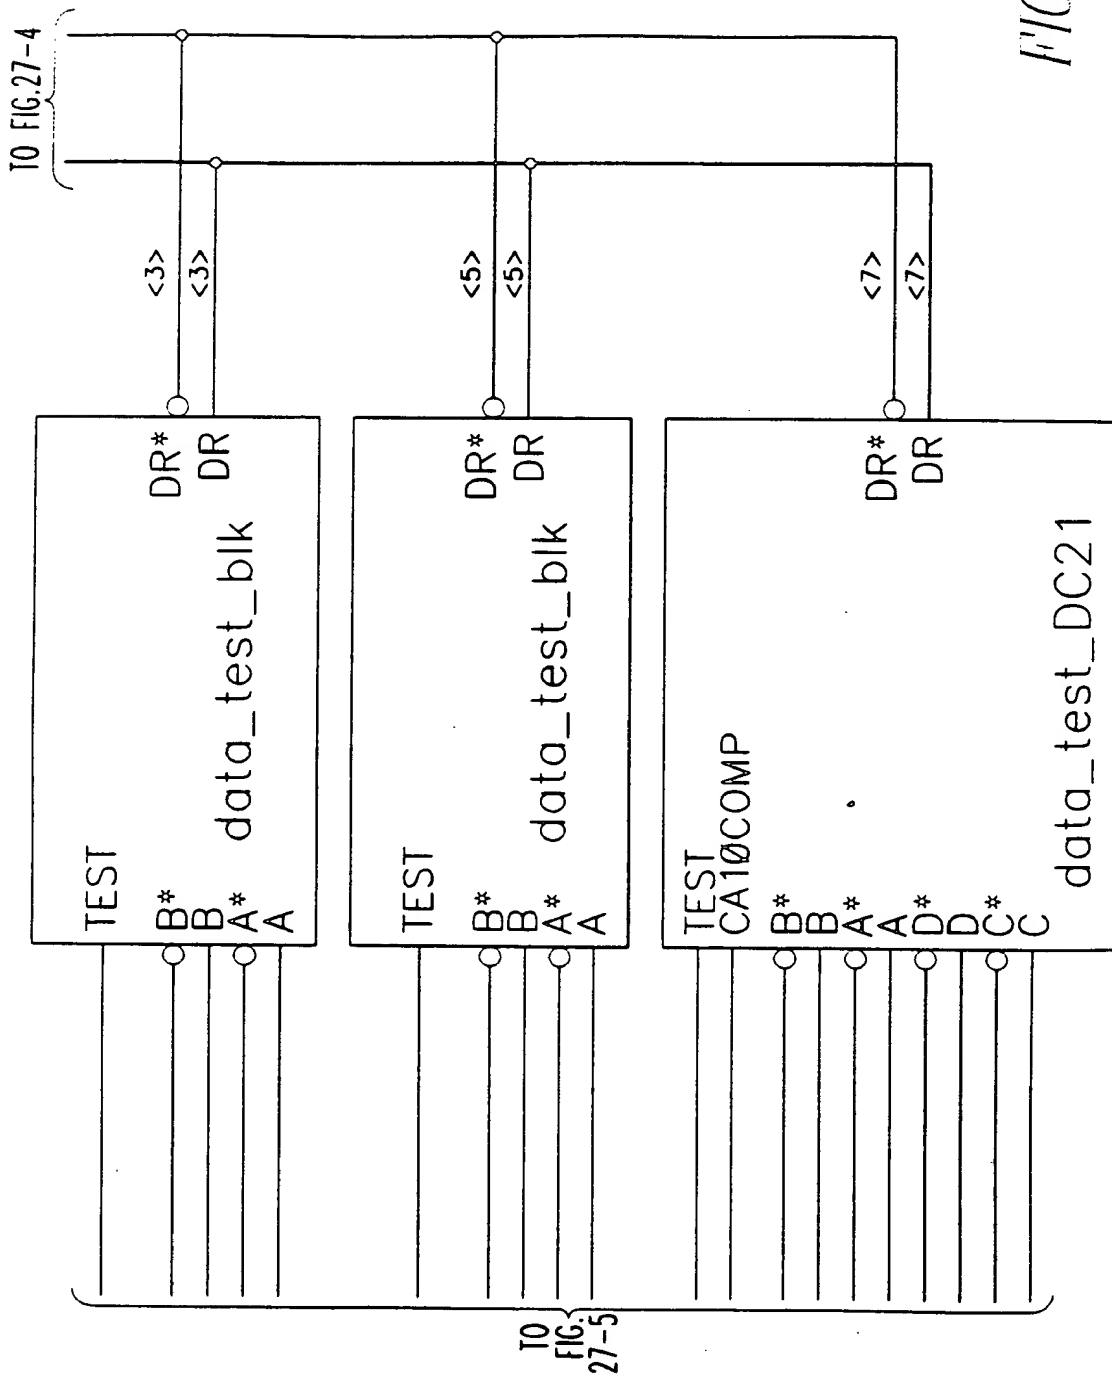 TO FIG.27-4
<3>
<3>
<5>
<5>
<7>
<7>
DR*
DR
TEST
B*
B
A*
A
data_test_blk
DR*
DR
TEST
B*
B
A*
A
data_test_blk
DR*
DR
TEST
CA10COMP
B*
B
A*
A
D*
D
C*
C
data_test_DC21
TO
FIG.
27-5